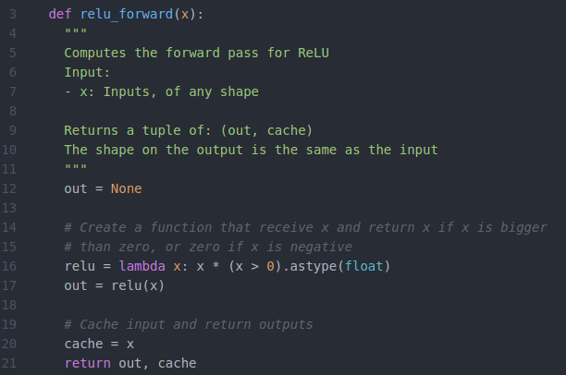 3 def relu_forward(x):
4 """
5 Computes the forward pass for ReLU
6 Input:
7 - x: Inputs, of any shape
8
9 Returns a tuple of: (out, cache)
10 The shape on the output is the same as the input
11 """
12 out = None
13
14 # Create a function that receive x and return x if x is bigger
15 # than zero, or zero if x is negative
16 relu = lambda x: x * (x > 0).astype(float)
17 out = relu(x)
18
19 # Cache input and return outputs
20 cache = x
21 return out, cache